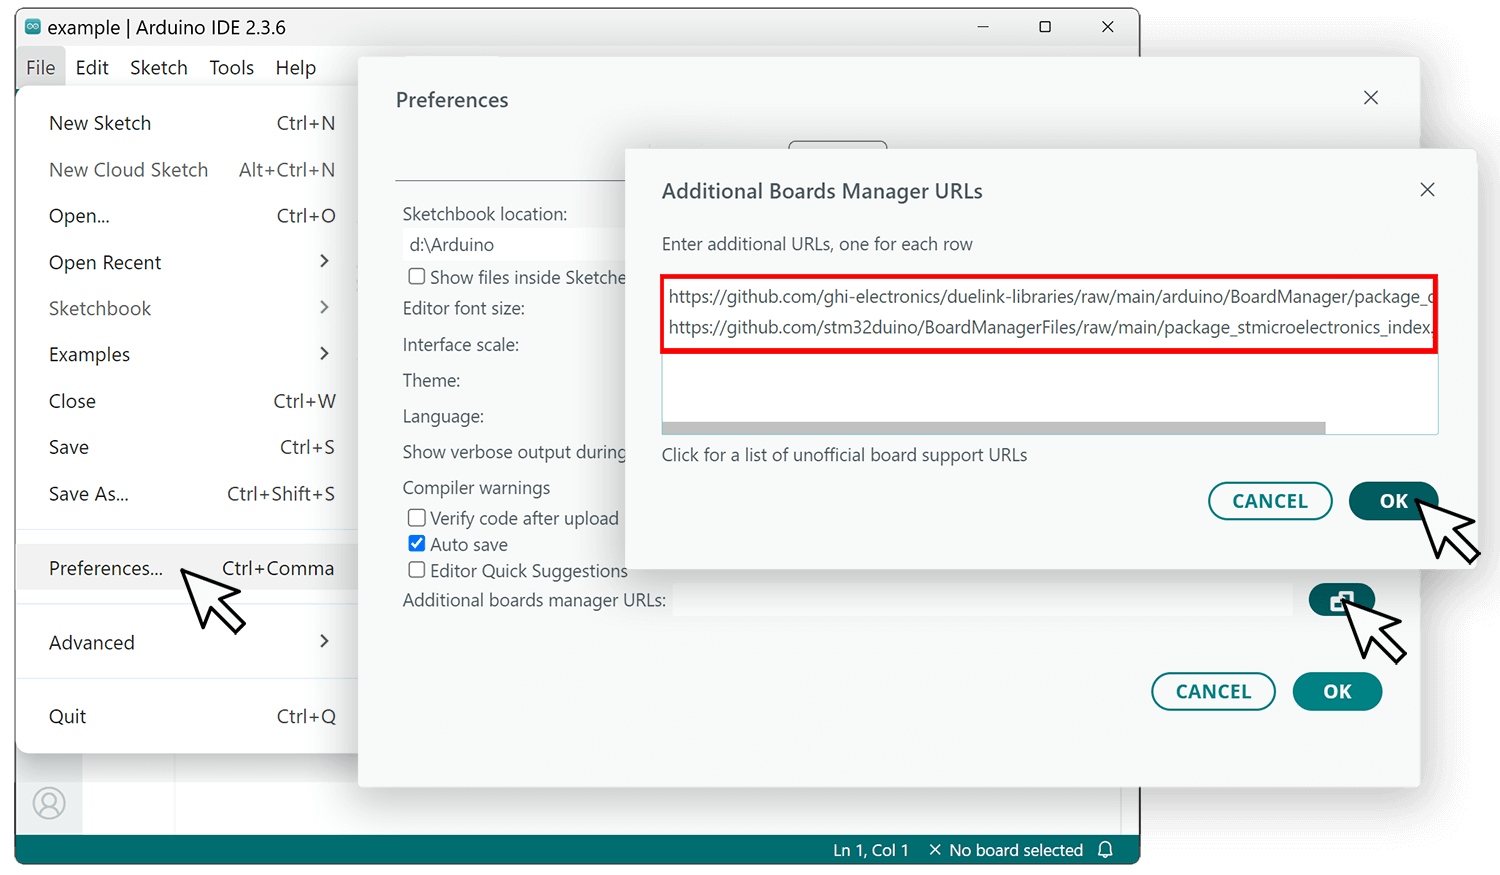 example | Arduino IDE 2.3.6
File Edit Sketch Tools Help
New Sketch Ctrl+N
New Cloud Sketch Alt+Ctrl+N
Open... Ctrl+O
Open Recent
Sketchbook
Examples
Close Ctrl+W
Save Ctrl+S
Save As... Ctrl+Shift+S
Preferences... Ctrl+Comma
Advanced
Quit Ctrl+Q
Preferences
Sketchbook location:
d:\Arduino
Show files inside Sketche
Editor font size:
Interface scale:
Theme:
Language:
Show verbose output during
Compiler warnings
Verify code after upload
Auto save
Editor Quick Suggestions
Additional boards manager URLs:
CANCEL OK
Additional Boards Manager URLs
Enter additional URLs, one for each row
https://github.com/ghi-electronics/duelink-libraries/raw/main/arduino/BoardManager/package_
https://github.com/stm32duino/BoardManagerFiles/raw/main/package_stmicroelectronics_index.
Click for a list of unofficial board support URLs
CANCEL OK
Ln 1, Col 1 × No board selected